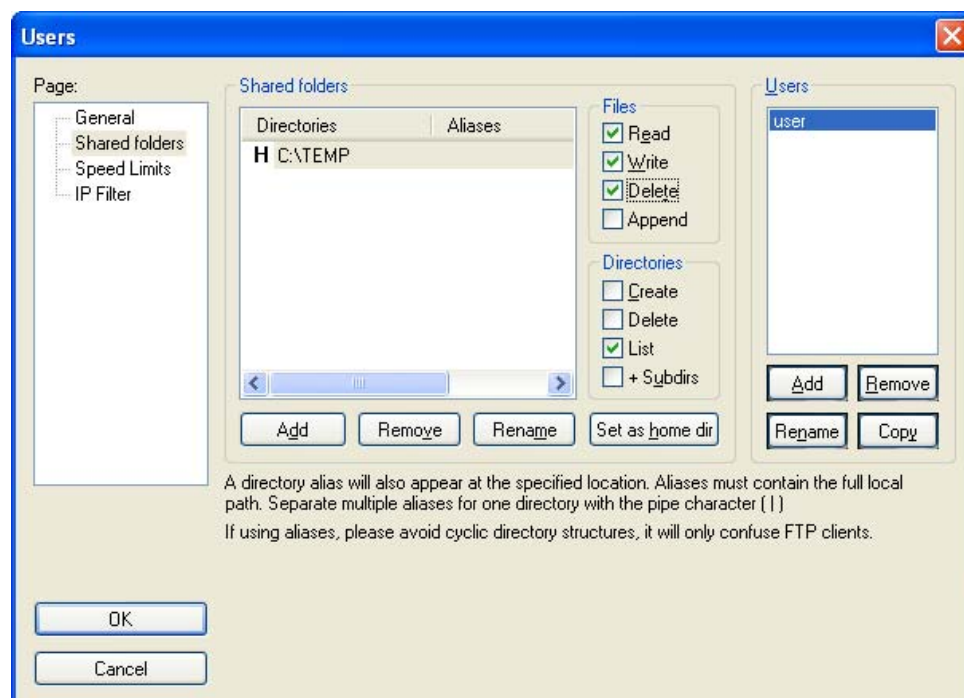 Users
Page:
General
Shared folders
Speed Limits
IP Filter
Shared folders
Directories Aliases
H C:\TEMP
Files
Read
Write
Delete
Append
Directories
Create
Delete
List
+ Subdirs
Add Remove Rename Set as home dir
Users
user
Add Remove
Rename Copy
A directory alias will also appear at the specified location. Aliases must contain the full local
path. Separate multiple aliases for one directory with the pipe character ( | )
If using aliases, please avoid cyclic directory structures, it will only confuse FTP clients.
OK
Cancel